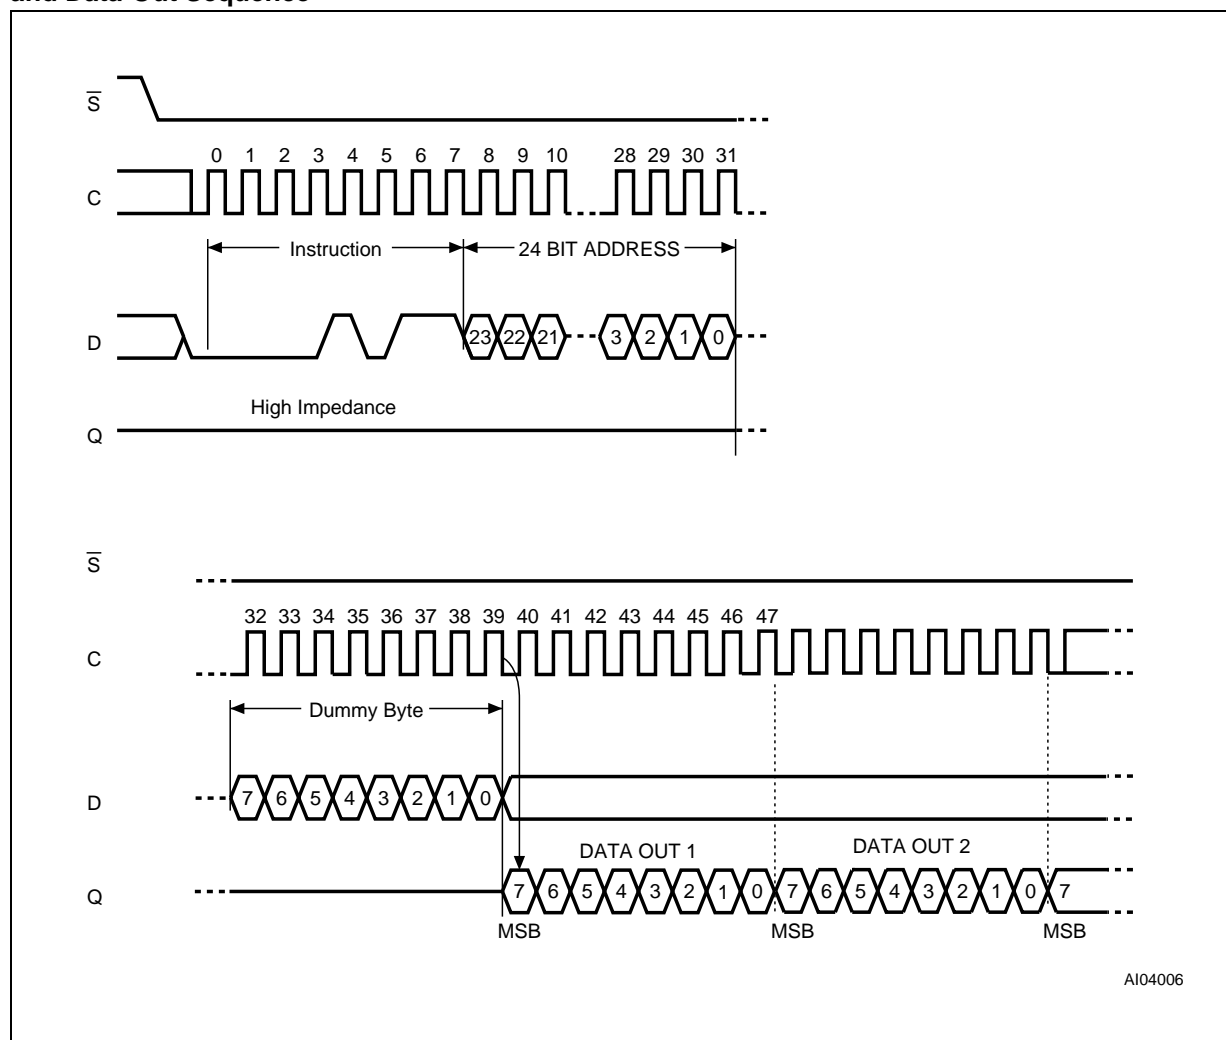 and Data-Out Sequence
S
0 1 2 3 4 5 6 7 8 9 10 28 29 30 31
C
Instruction 24 BIT ADDRESS
D 23 22 21 3 2 1 0
High Impedance
Q
S
32 33 34 35 36 37 38 39 40 41 42 43 44 45 46 47
C
Dummy Byte
D 7 6 5 4 3 2 1 0
DATA OUT 1 DATA OUT 2
Q 7 6 5 4 3 2 1 0 7 6 5 4 3 2 1 0 7
MSB MSB MSB
AI04006